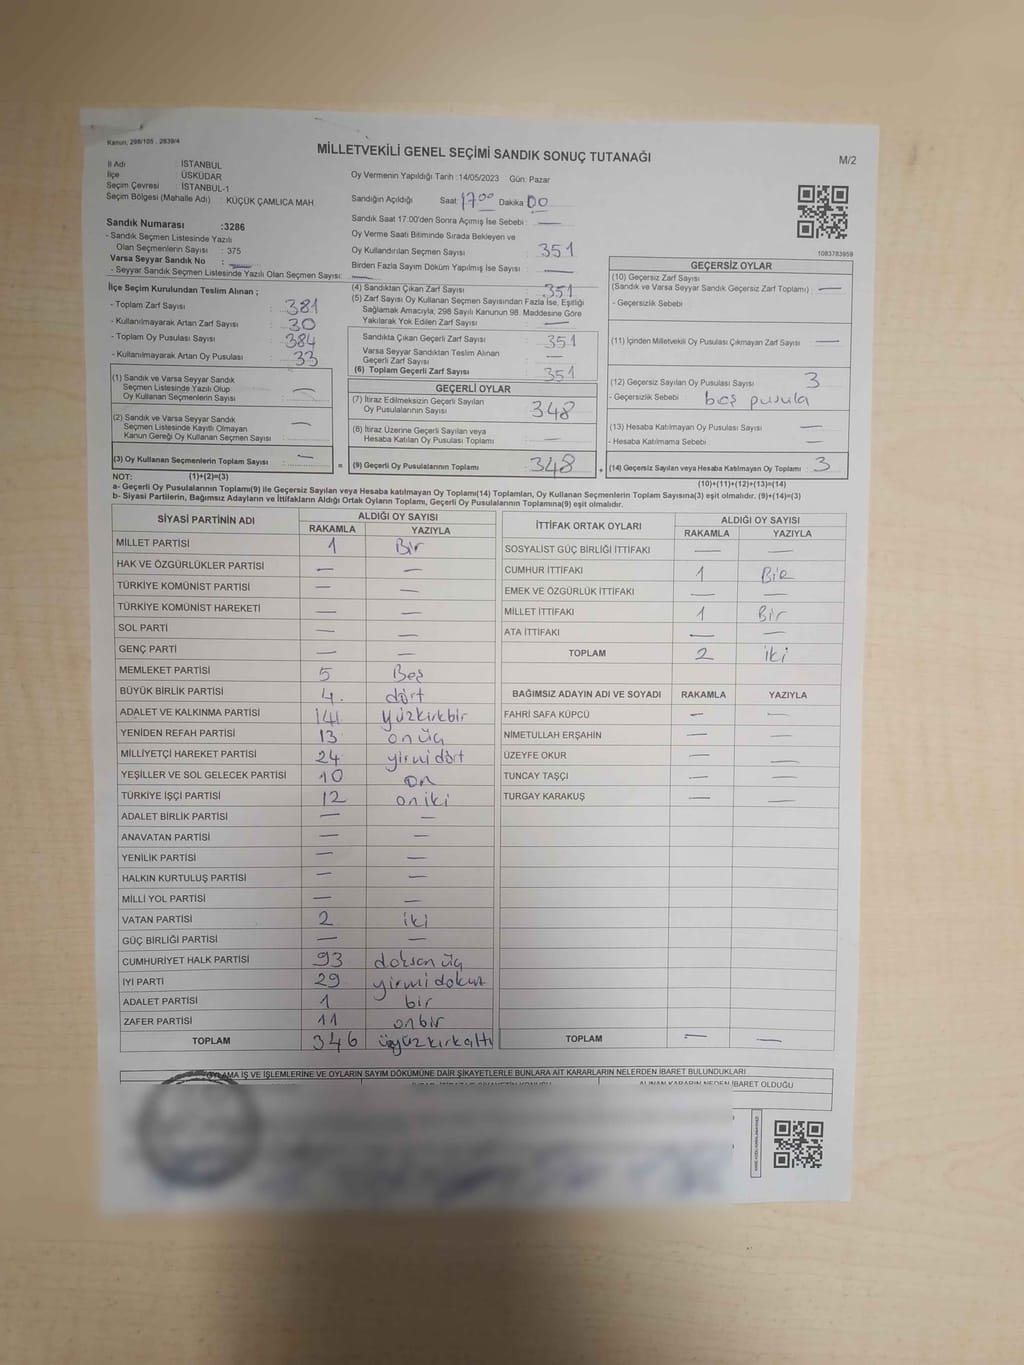 Kanun, 298/105 . 2839/4
MİLLETVEKİLİ GENEL SEÇİMİ SANDIK SONUÇ TUTANAĞI
M/2
İl Adı : İSTANBUL
İlçe : ÜSKÜDAR
Seçim Çevresi : İSTANBUL-1
Seçim Bölgesi (Mahalle Adı) : KÜÇÜK ÇAMLICA MAH.
Oy Vermenin Yapıldığı Tarih :14/05/2023 Gün: Pazar
Sandığın Açıldığı Saat: 17.00 Dakika 00
Sandık Saat 17:00'den Sonra Açımış İse Sebebi : —
Sandık Numarası :3286
- Sandık Seçmen Listesinde Yazılı
Olan Seçmenlerin Sayısı : 375
Varsa Seyyar Sandık No : —
- Seyyar Sandık Seçmen Listesinde Yazılı Olan Seçmen Sayısı: —
Oy Verme Saati Bitiminde Sırada Bekleyen ve
Oy Kullandırılan Seçmen Sayısı : 351
Birden Fazla Sayım Döküm Yapılmış İse Sayısı : —
1083783959
İlçe Seçim Kurulundan Teslim Alınan ;
- Toplam Zarf Sayısı : 381
- Kullanılmayarak Artan Zarf Sayısı : 30
- Toplam Oy Pusulası Sayısı : 384
- Kullanılmayarak Artan Oy Pusulası : 33
(4) Sandıktan Çıkan Zarf Sayısı : 351
(5) Zarf Sayısı Oy Kullanan Seçmen Sayısından Fazla İse, Eşitliği
Sağlamak Amacıyla; 298 Sayılı Kanunun 98. Maddesine Göre
Yakılarak Yok Edilen Zarf Sayısı : —
Sandıkta Çıkan Geçerli Zarf Sayısı : 351
Varsa Seyyar Sandıktan Teslim Alınan
Geçerli Zarf Sayısı : —
(6) Toplam Geçerli Zarf Sayısı : 351
(1) Sandık ve Varsa Seyyar Sandık
Seçmen Listesinde Yazılı Olup
Oy Kullanan Seçmenlerin Sayısı : —
(2) Sandık ve Varsa Seyyar Sandık
Seçmen Listesinde Kayıtlı Olmayan
Kanun Gereği Oy Kullanan Seçmen Sayısı : —
(3) Oy Kullanan Seçmenlerin Toplam Sayısı : —
=
GEÇERLİ OYLAR
(7) İtiraz Edilmeksizin Geçerli Sayılan
Oy Pusulalarının Sayısı : 348
(8) İtiraz Üzerine Geçerli Sayılan veya
Hesaba Katılan Oy Pusulası Toplamı : —
(9) Geçerli Oy Pusulalarının Toplamı : 348
+
GEÇERSİZ OYLAR
(10) Geçersiz Zarf Sayısı
(Sandık ve Varsa Seyyar Sandık Geçersiz Zarf Toplamı) : —
- Geçersizlik Sebebi :
(11) İçinden Milletvekili Oy Pusulası Çıkmayan Zarf Sayısı : —
(12) Geçersiz Sayılan Oy Pusulası Sayısı : 3
- Geçersizlik Sebebi : boş pusula
(13) Hesaba Katılmayan Oy Pusulası Sayısı : —
- Hesaba Katılmama Sebebi : —
(14) Geçersiz Sayılan veya Hesaba Katılmayan Oy Toplamı : 3
NOT: (1)+(2)=(3)
(10)+(11)+(12)+(13)=(14)
a- Geçerli Oy Pusulalarının Toplamı(9) ile Geçersiz Sayılan veya Hesaba katılmayan Oy Toplamı(14) Toplamları, Oy Kullanan Seçmenlerin Toplam Sayısına(3) eşit olmalıdır. (9)+(14)=(3)
b- Siyasi Partilerin, Bağımsız Adayların ve İttifakların Aldığı Ortak Oyların Toplamı, Geçerli Oy Pusulalarının Toplamına(9) eşit olmalıdır.
SİYASİ PARTİNİN ADI ALDIĞI OY SAYISI
RAKAMLA YAZIYLA
MİLLET PARTİSİ 1 Bir
HAK VE ÖZGÜRLÜKLER PARTİSİ — —
TÜRKİYE KOMÜNİST PARTİSİ — —
TÜRKİYE KOMÜNİST HAREKETİ — —
SOL PARTİ — —
GENÇ PARTİ — —
MEMLEKET PARTİSİ 5 Beş
BÜYÜK BİRLİK PARTİSİ 4. dört
ADALET VE KALKINMA PARTİSİ 141 yüzkırkbir
YENİDEN REFAH PARTİSİ 13 onüç
MİLLİYETÇİ HAREKET PARTİSİ 24 yirmidört
YEŞİLLER VE SOL GELECEK PARTİSİ 10 on
TÜRKİYE İŞÇİ PARTİSİ 12 oniki
ADALET BİRLİK PARTİSİ — —
ANAVATAN PARTİSİ — —
YENİLİK PARTİSİ — —
HALKIN KURTULUŞ PARTİSİ — —
MİLLİ YOL PARTİSİ — —
VATAN PARTİSİ 2 iki
GÜÇ BİRLİĞİ PARTİSİ — —
CUMHURİYET HALK PARTİSİ 93 doksan üç
İYİ PARTİ 29 yirmidokuz
ADALET PARTİSİ 1 bir
ZAFER PARTİSİ 11 onbir
TOPLAM 346 üçyüzkırkaltı
İTTİFAK ORTAK OYLARI ALDIĞI OY SAYISI
RAKAMLA YAZIYLA
SOSYALİST GÜÇ BİRLİĞİ İTTİFAKI — —
CUMHUR İTTİFAKI 1 Bir
EMEK VE ÖZGÜRLÜK İTTİFAKI — —
MİLLET İTTİFAKI 1 Bir
ATA İTTİFAKI — —
TOPLAM 2 iki
BAĞIMSIZ ADAYIN ADI VE SOYADI RAKAMLA YAZIYLA
FAHRİ SAFA KÜPCÜ — —
NİMETULLAH ERŞAHİN — —
ÜZEYFE OKUR — —
TUNCAY TAŞÇI — —
TURGAY KARAKUŞ — —
TOPLAM — —
OYLAMA İŞ VE İŞLEMLERİNE VE OYLARIN SAYIM DÖKÜMÜNE DAİR ŞİKAYETLERLE BUNLARA AİT KARARLARIN NELERDEN İBARET BULUNDUKLARI
ALINAN KARARIN NEDEN İBARET OLDUĞU